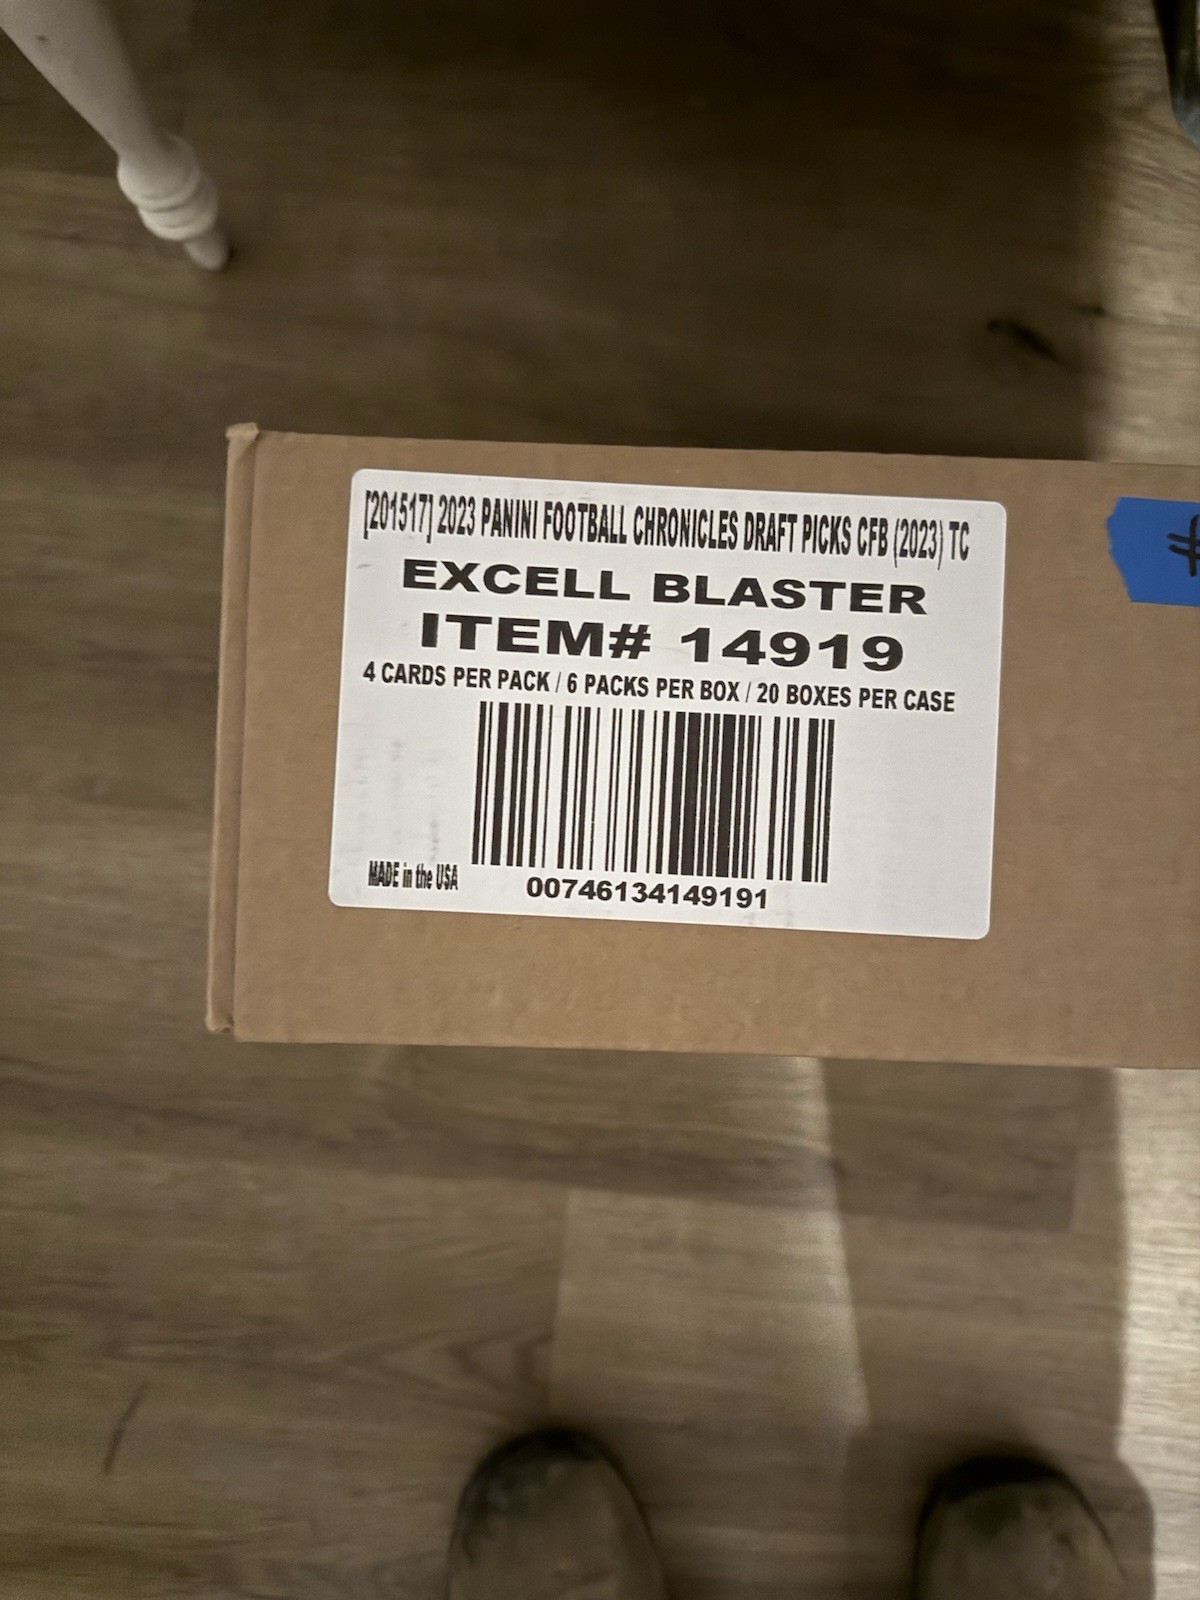 [201517] 2023 PANINI FOOTBALL CHRONICLES DRAFT PICKS CFB (2023) TC
EXCELL BLASTER
ITEM# 14919
4 CARDS PER PACK / 6 PACKS PER BOX / 20 BOXES PER CASE
MADE in the USA
00746134149191
#